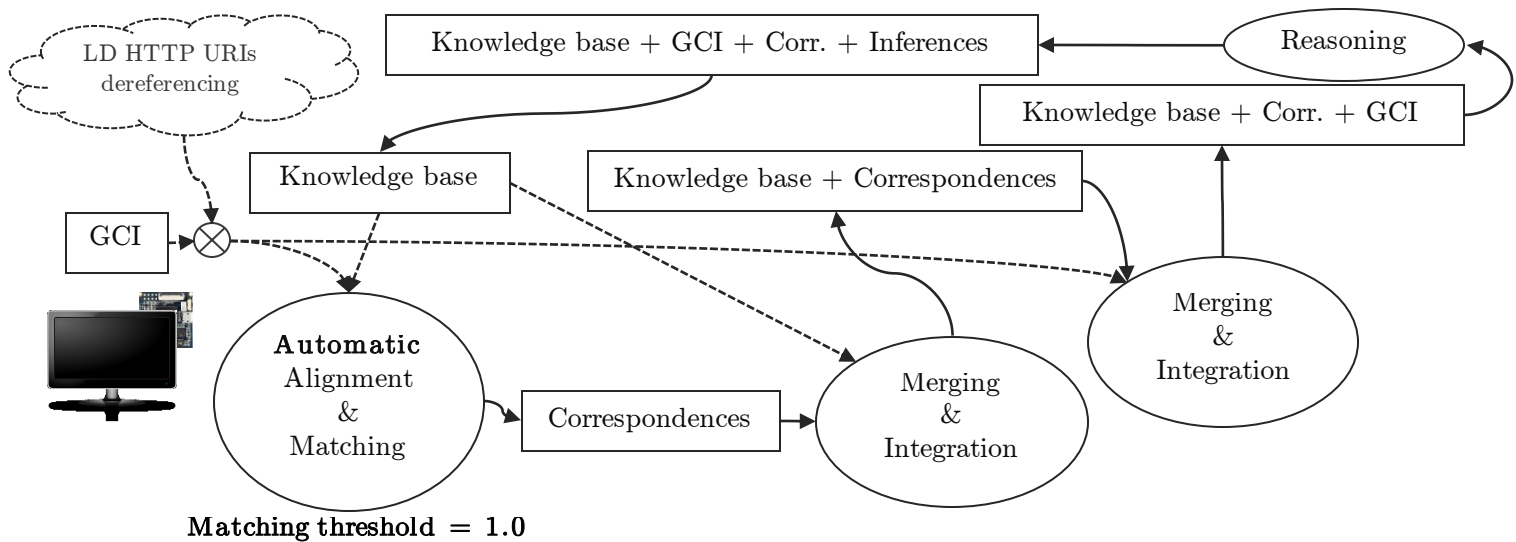 LD HTTP URIs
dereferencing
Knowledge base + GCI + Corr. + Inferences
Reasoning
Knowledge base + Corr. + GCI
Knowledge base
Knowledge base + Correspondences
GCI
Automatic
Alignment
&
Matching
Correspondences
Merging
&
Integration
Merging
&
Integration
Matching threshold = 1.0